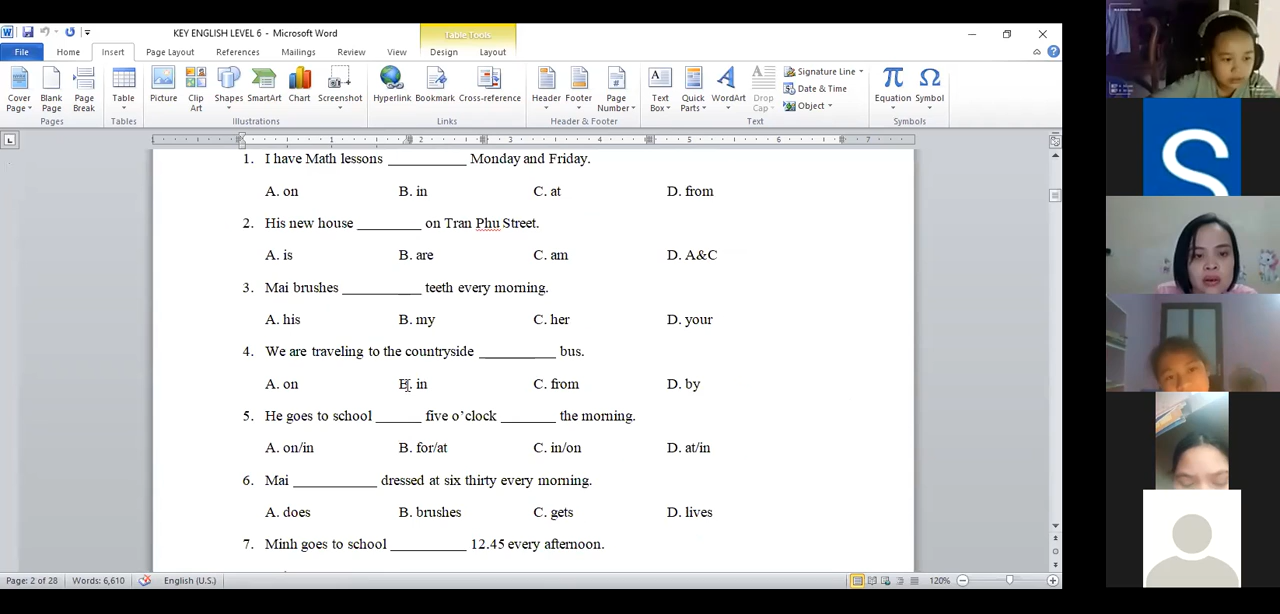 KEY ENGLISH LEVEL 6 - Microsoft Word
Table Tools
File Home Insert Page Layout References Mailings Review View Design Layout
Cover Page Blank Page Page Break Table Picture Clip Art Shapes SmartArt Chart Screenshot Hyperlink Bookmark Cross-reference Header Footer Page Number Text Box Quick Parts WordArt Drop Cap Signature Line Date & Time Object Equation Symbol
Pages Tables Illustrations Links Header & Footer Text Symbols
1. I have Math lessons ___________ Monday and Friday.
A. on B. in C. at D. from
2. His new house _________ on Tran Phu Street.
A. is B. are C. am D. A&C
3. Mai brushes ___________ teeth every morning.
A. his B. my C. her D. your
4. We are traveling to the countryside ___________ bus.
A. on B. in C. from D. by
5. He goes to school ______ five o’clock ________ the morning.
A. on/in B. for/at C. in/on D. at/in
6. Mai ____________ dressed at six thirty every morning.
A. does B. brushes C. gets D. lives
7. Minh goes to school ___________ 12.45 every afternoon.
Page: 2 of 28 Words: 6,610 English (U.S.) 120%
S